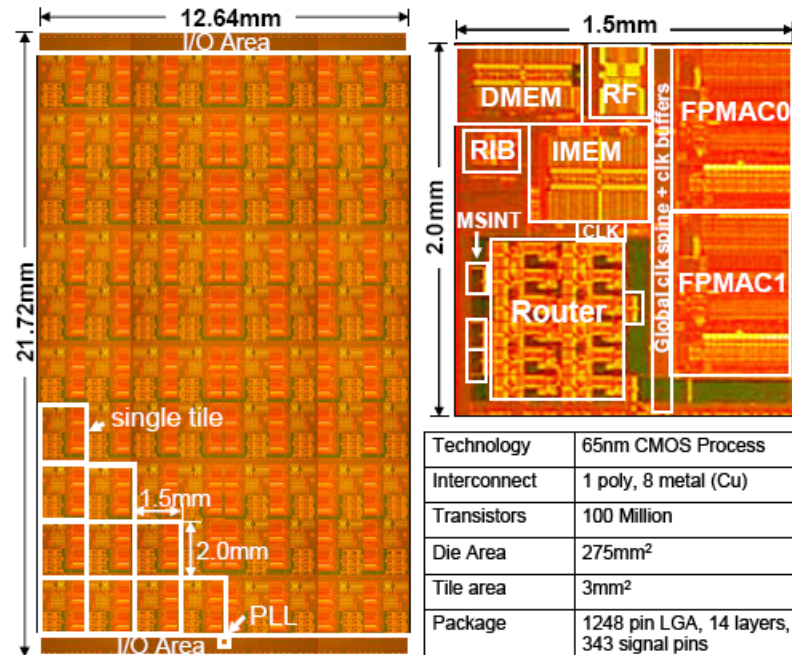 12.64mm
I/O Area
21.72mm
single tile
1.5mm
2.0mm
PLL
I/O Area
1.5mm
2.0mm
DMEM
RF
FPMAC0
RIB
IMEM
MSINT
CLK
Global clk spine + clk buffers
Router
FPMAC1
Technology 65nm CMOS Process
Interconnect 1 poly, 8 metal (Cu)
Transistors 100 Million
Die Area 275mm²
Tile area 3mm²
Package 1248 pin LGA, 14 layers,
343 signal pins